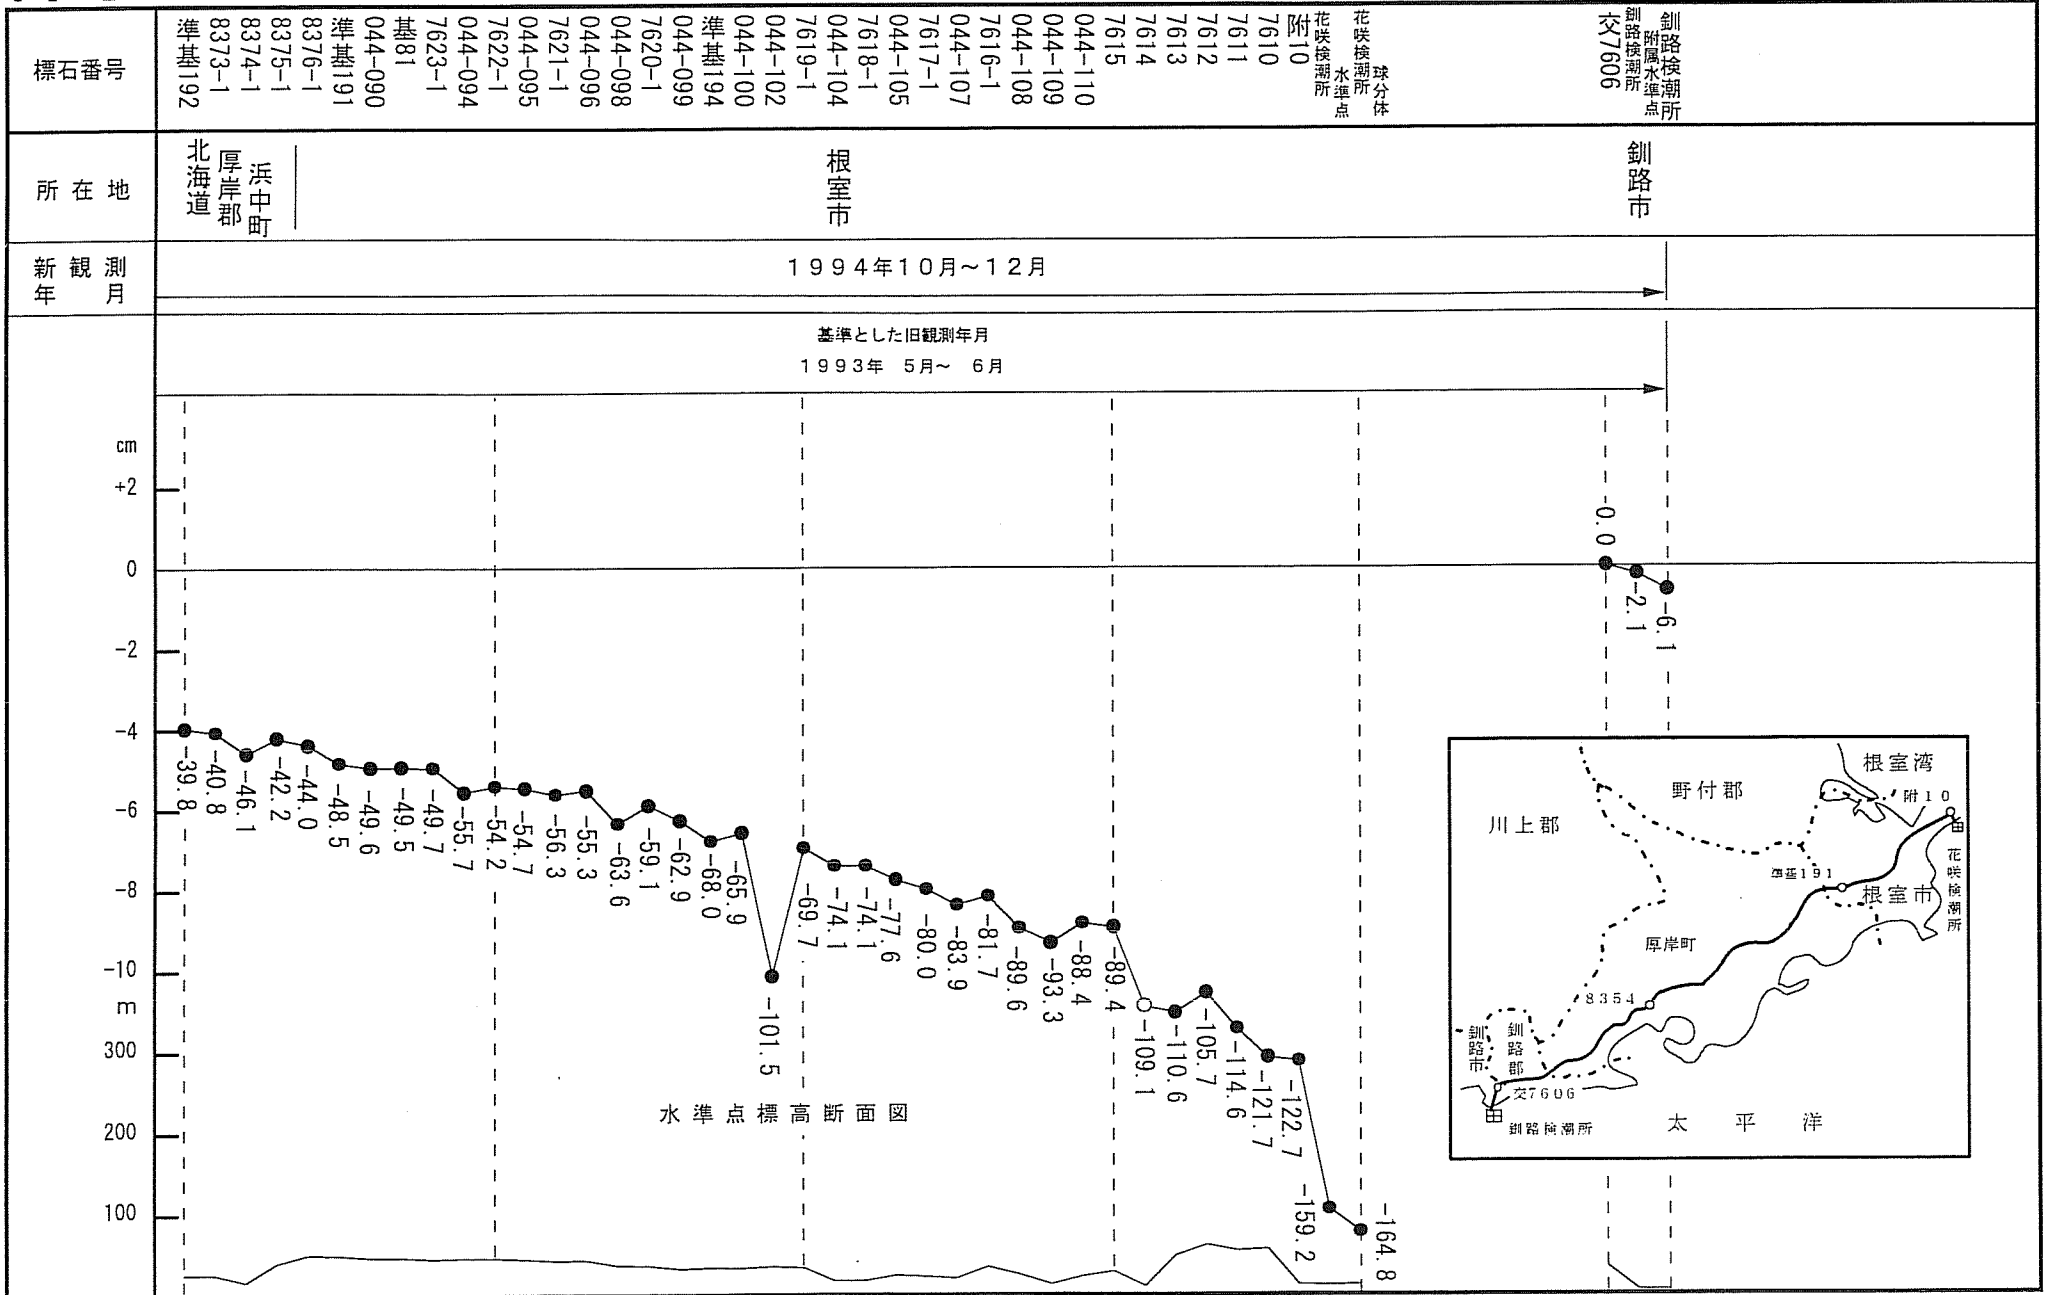 標石番号
準基192
8373-1
8374-1
8375-1
8376-1
準基191
044-090
基81
7623-1
044-094
7622-1
044-095
7621-1
044-096
044-098
7620-1
044-099
準基194
044-100
044-102
7619-1
044-104
7618-1
044-105
7617-1
044-107
7616-1
044-108
044-109
044-110
7615
7614
7613
7612
7611
7610
附10
花咲検潮所
水準点
花咲検潮所
球分体
交7606
釧路検潮所
附属水準点
釧路検潮所
所在地
北海道
厚岸郡
浜中町
根室市
釧路市
新観測
年月
1994年10月~12月
基準とした旧観測年月
1993年 5月~ 6月
cm
+2
0
-2
-4
-6
-8
-10
m
300
200
100
-39.8
-40.8
-46.1
-42.2
-44.0
-48.5
-49.6
-49.5
-49.7
-55.7
-54.2
-54.7
-56.3
-55.3
-63.6
-59.1
-62.9
-68.0
-65.9
-101.5
-69.7
-74.1
-74.1
-77.6
-80.0
-83.9
-81.7
-89.6
-93.3
-88.4
-89.4
-109.1
-110.6
-105.7
-114.6
-121.7
-122.7
-159.2
-164.8
-0.0
-2.1
-6.1
水準点標高断面図
根室湾
野付郡
附10
川上郡
花咲検潮所
準基191
根室市
厚岸町
8354
釧路市
釧路郡
交7606
釧路検潮所
太平洋